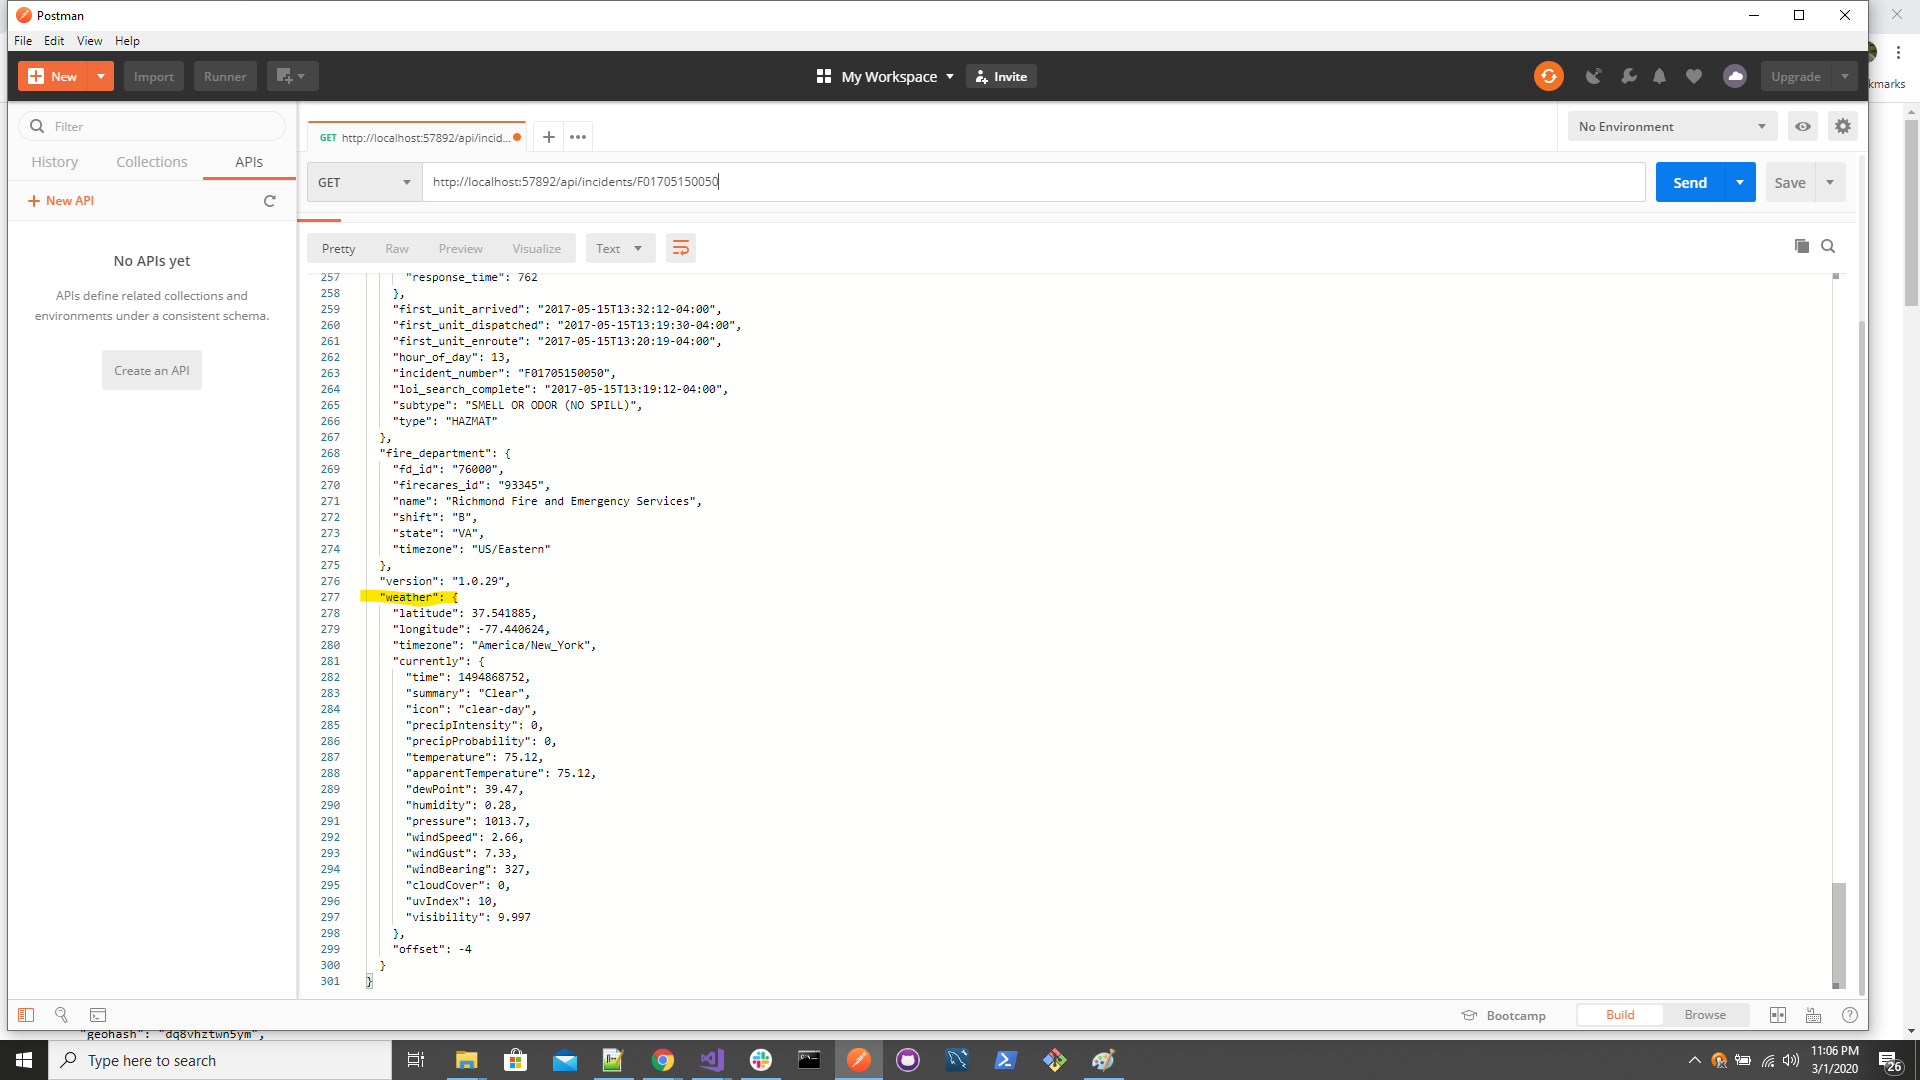 Postman
File Edit View Help
New Import Runner My Workspace Invite Upgrade
kmarks
Filter
GET http://localhost:57892/api/incid... No Environment
History Collections APIs
GET http://localhost:57892/api/incidents/F01705150050 Send Save
New API
Pretty Raw Preview Visualize Text
No APIs yet
APIs define related collections and
environments under a consistent schema.
Create an API
257 "response_time": 762
258 },
259 "first_unit_arrived": "2017-05-15T13:32:12-04:00",
260 "first_unit_dispatched": "2017-05-15T13:19:30-04:00",
261 "first_unit_enroute": "2017-05-15T13:20:19-04:00",
262 "hour_of_day": 13,
263 "incident_number": "F01705150050",
264 "loi_search_complete": "2017-05-15T13:19:12-04:00",
265 "subtype": "SMELL OR ODOR (NO SPILL)",
266 "type": "HAZMAT"
267 },
268 "fire_department": {
269 "fd_id": "76000",
270 "firecares_id": "93345",
271 "name": "Richmond Fire and Emergency Services",
272 "shift": "B",
273 "state": "VA",
274 "timezone": "US/Eastern"
275 },
276 "version": "1.0.29",
277 "weather": {
278 "latitude": 37.541885,
279 "longitude": -77.440624,
280 "timezone": "America/New_York",
281 "currently": {
282 "time": 1494868752,
283 "summary": "Clear",
284 "icon": "clear-day",
285 "precipIntensity": 0,
286 "precipProbability": 0,
287 "temperature": 75.12,
288 "apparentTemperature": 75.12,
289 "dewPoint": 39.47,
290 "humidity": 0.28,
291 "pressure": 1013.7,
292 "windSpeed": 2.66,
293 "windGust": 7.33,
294 "windBearing": 327,
295 "cloudCover": 0,
296 "uvIndex": 10,
297 "visibility": 9.997
298 },
299 "offset": -4
300 }
301 }
Bootcamp Build Browse
"geohash": "dq8vhztwn5ym",
Type here to search
11:06 PM
3/1/2020
26